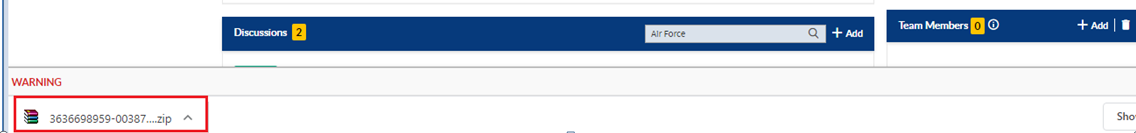 Discussions 2
Air Force
+ Add
Team Members 0
+ Add
WARNING
3636698959-00387....zip
Sho